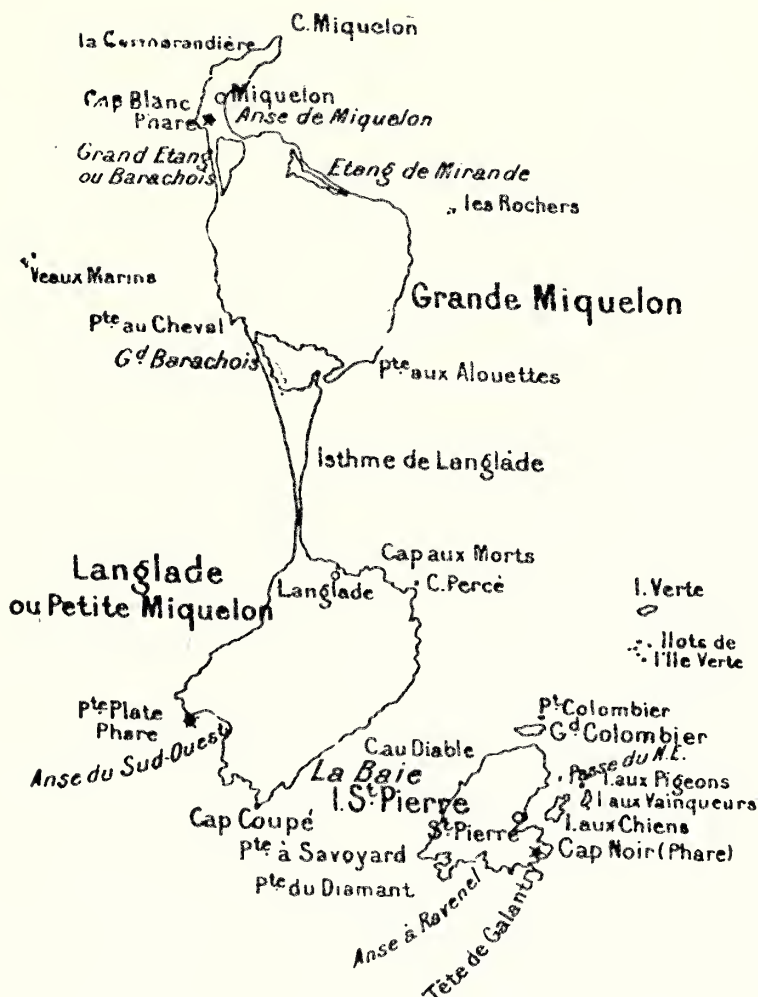 C. Miquelon
la Cormorandière
Miquelon
Cap Blanc
Phare
Anse de Miquelon
Grand Etang
ou Barachois
Etang de Mirande
les Rochers
Veaux Marins
Grande Miquelon
Pte au Cheval
Gd Barachois
Pte aux Alouettes
Isthme de Langlade
Cap aux Morts
Langlade
ou Petite Miquelon
Langlade
C. Percé
I. Verte
Ilots de
l'Ile Verte
Pte Plate
Phare
Pt Colombier
Gd Colombier
Anse du Sud-Ouest
C au Diable
Passe du N.E.
La Baie
I. aux Pigeons
I. St Pierre
I aux Vainqueurs
Cap Coupé
St Pierre
I. aux Chiens
Pte à Savoyard
Cap Noir (Phare)
Pte du Diamant
Anse à Ravenel
Tête de Galant